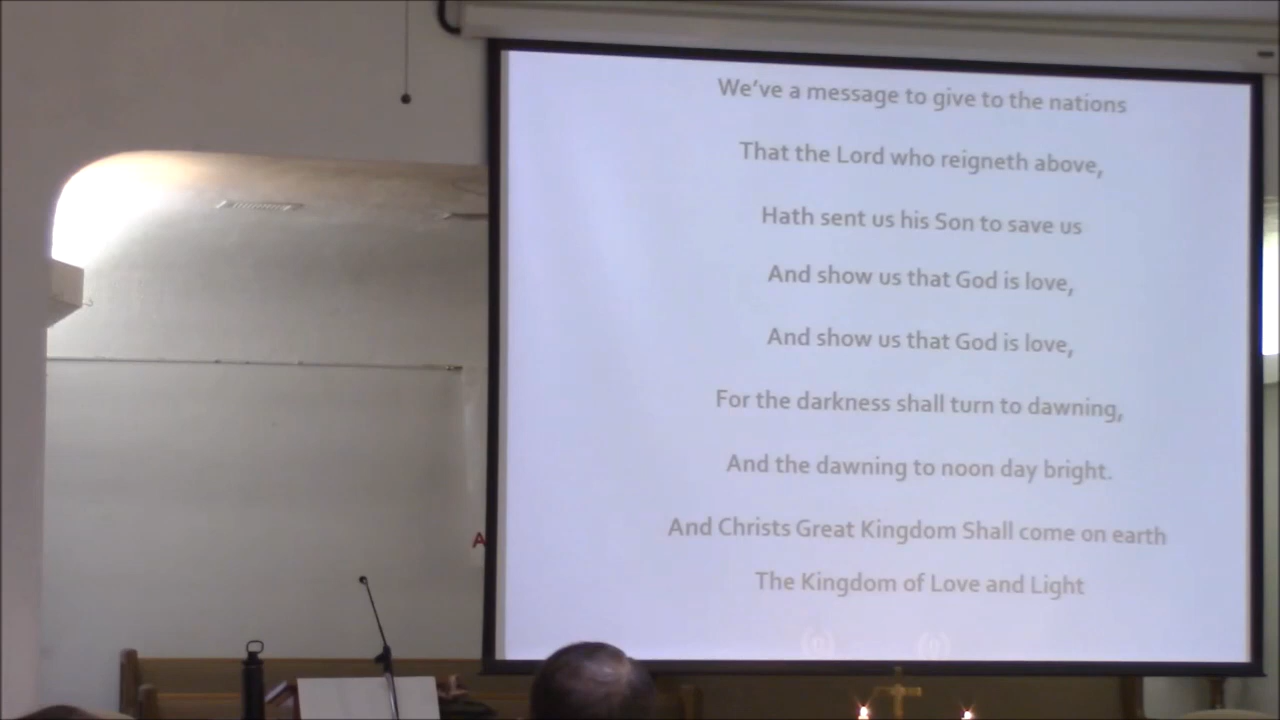 We've a message to give to the nations
That the Lord who reigneth above,
Hath sent us his Son to save us
And show us that God is love,
And show us that God is love,
For the darkness shall turn to dawning,
And the dawning to noon day bright.
And Christs Great Kingdom Shall come on earth
The Kingdom of Love and Light
A